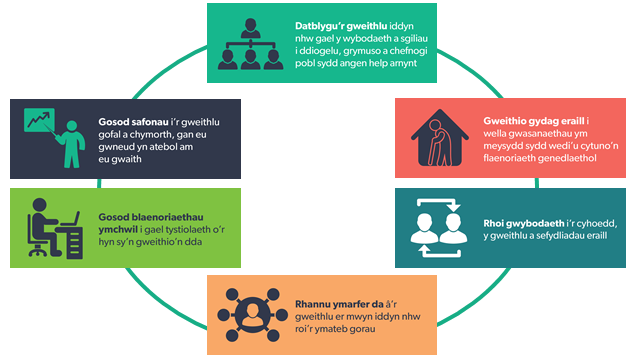 Datblygu'r gweithlu iddyn
nhw gael y wybodaeth a sgiliau
i ddiogelu, grymuso a chefnogi
pobl sydd angen help arnynt
Gosod safonau i'r gweithlu
gofal a chymorth, gan eu
gwneud yn atebol am
eu gwaith
Gweithio gydag eraill i
wella gwasanaethau ym
meysydd sydd wedi'u cytuno'n
flaenoriaeth genedlaethol
Gosod blaenoriaethau
ymchwil i gael tystiolaeth o'r
hyn sy'n gweithio'n dda
Rhoi gwybodaeth i'r cyhoedd,
y gweithlu a sefydliadau eraill
Rhannu ymarfer da â'r
gweithlu er mwyn iddyn nhw
roi'r ymateb gorau